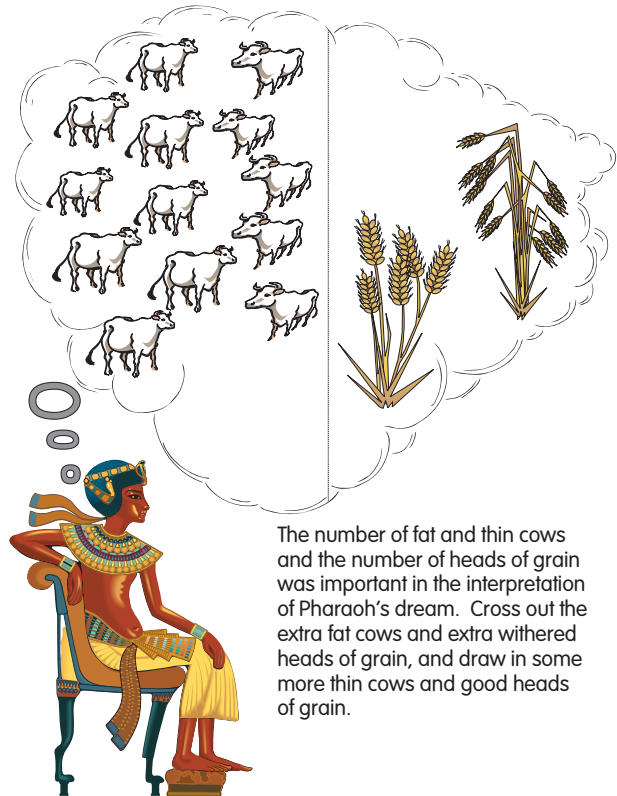 The number of fat and thin cows
and the number of heads of grain
was important in the interpretation
of Pharaoh's dream.  Cross out the
extra fat cows and extra withered
heads of grain, and draw in some
more thin cows and good heads
of grain.